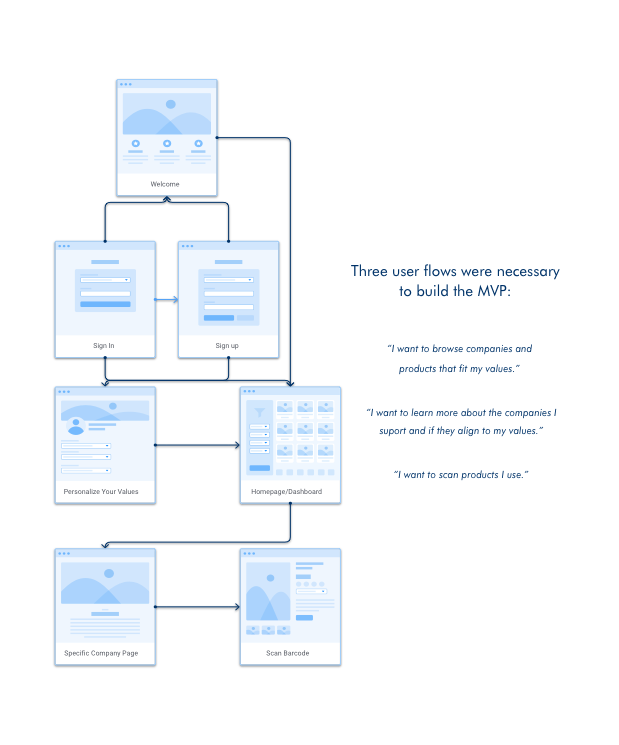 Welcome
Sign In
Sign up
Three user flows were necessary
to build the MVP:
“I want to browse companies and
products that fit my values.”
“I want to learn more about the companies I
suport and if they align to my values.”
“I want to scan products I use.”
Personalize Your Values
Homepage/Dashboard
Specific Company Page
Scan Barcode